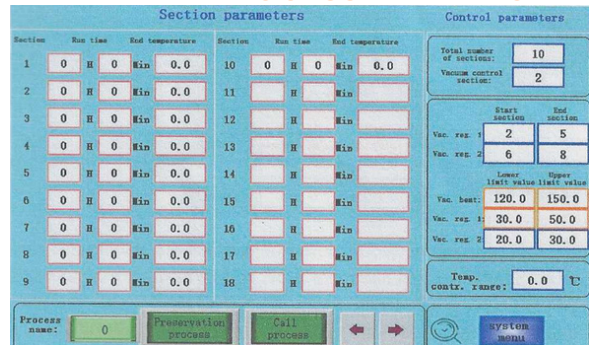 Section parameters
Control parameters
Section Run time End temperature Section Run time End temperature
1 0 H 0 Min 0.0 10 0 H 0 Min 0.0
2 0 H 0 Min 0.0 11 H Min
3 0 H 0 Min 0.0 12 H Min
4 0 H 0 Min 0.0 13 H Min
5 0 H 0 Min 0.0 14 H Min
6 0 H 0 Min 0.0 15 H Min
7 0 H 0 Min 0.0 16 H Min
8 0 H 0 Min 0.0 17 H Min
9 0 H 0 Min 0.0 18 H Min
Total number
of sections: 10
Vacuum control
section: 2
Start
section
End
section
Vac. reg. 1 2 5
Vac. reg. 2 6 8
Lower
limit value
Upper
limit value
Vac. heat: 120.0 150.0
Vac. reg. 1: 30.0 50.0
Vac. reg. 2 20.0 30.0
Temp.
contr. range: 0.0 ℃
Process
name: 0
Preservation
process
Call
process
system
menu